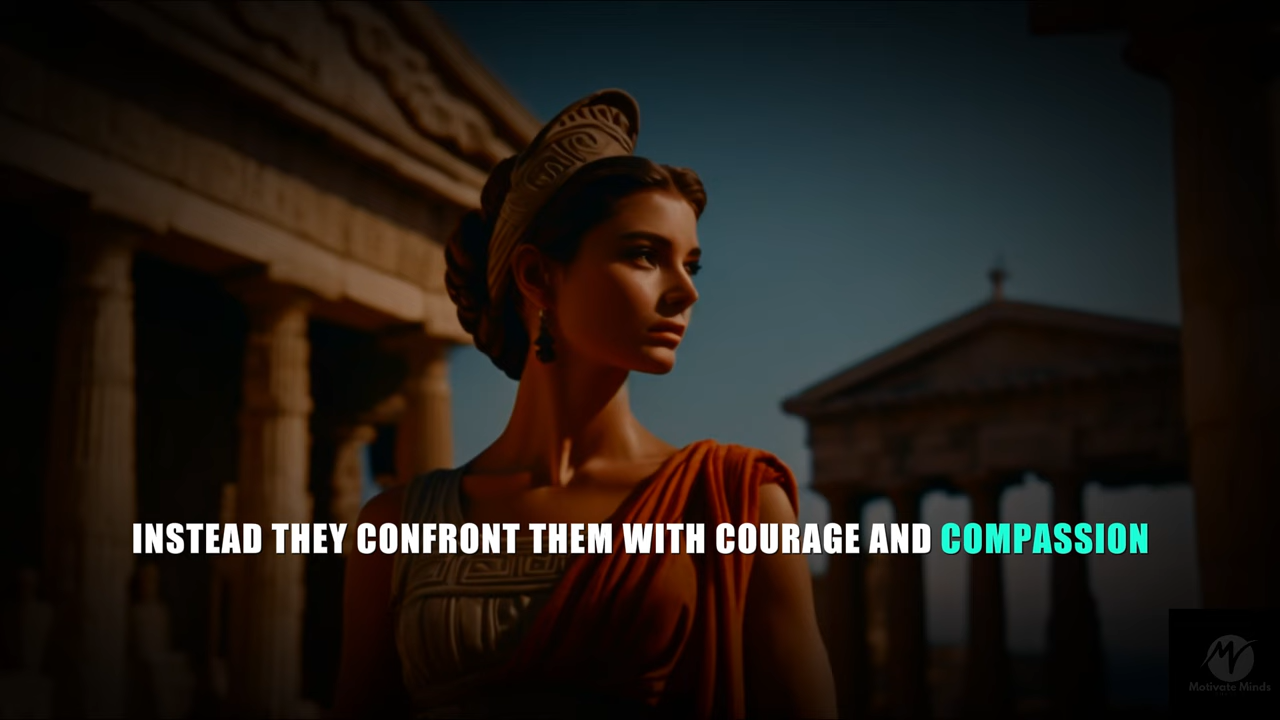 INSTEAD THEY CONFRONT THEM WITH COURAGE AND COMPASSION
Motivate Minds